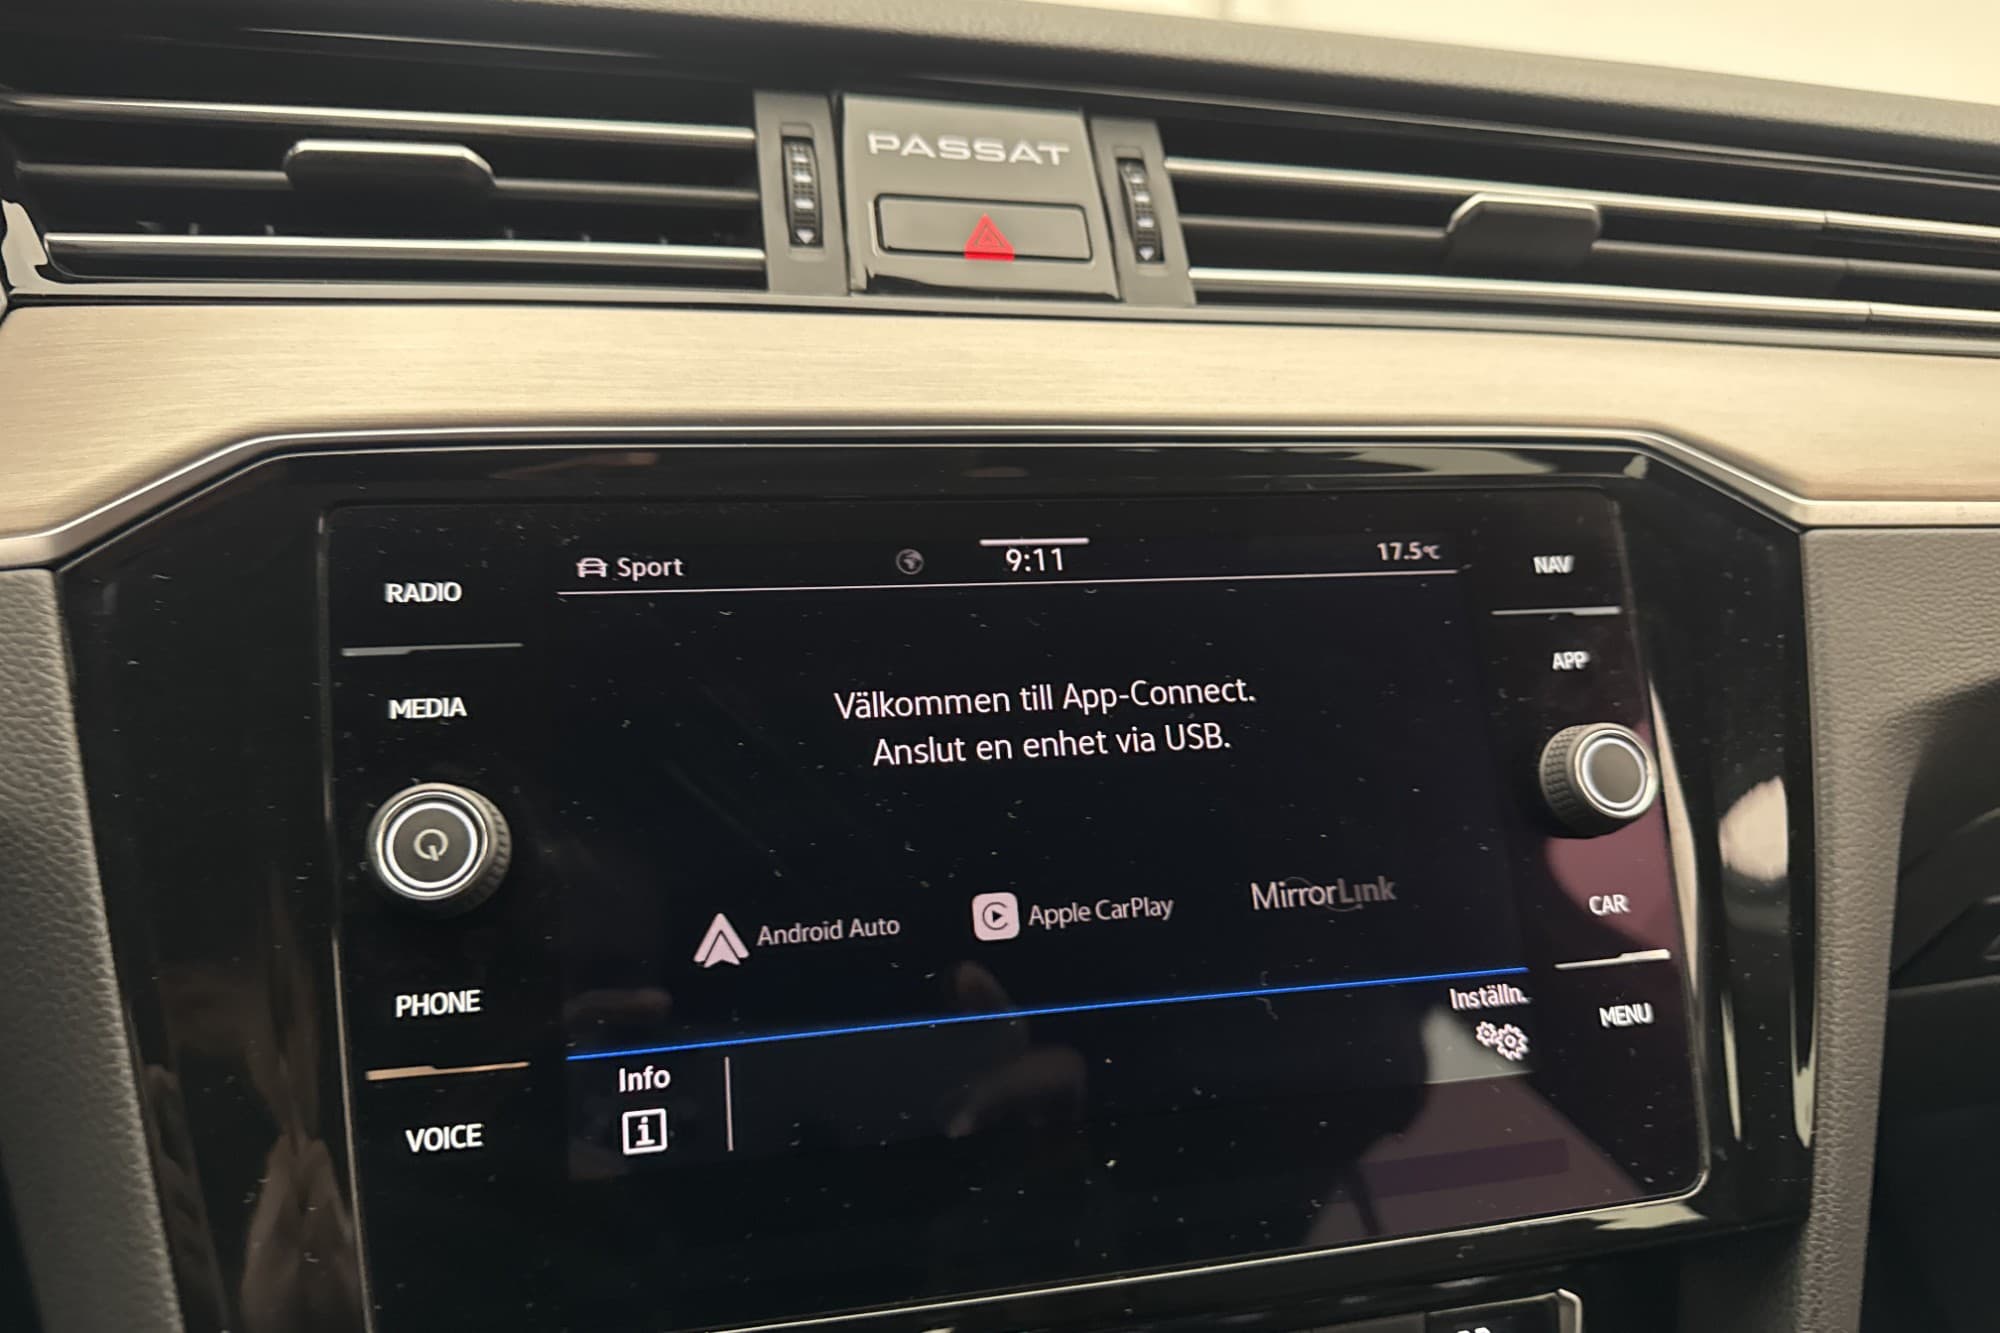 PASSAT
RADIO
Sport
9:11
17.5°C
NAV
MEDIA
APP
Välkommen till App-Connect.
Anslut en enhet via USB.
Android Auto
Apple CarPlay
MirrorLink
CAR
PHONE
Inställn.
MENU
Info
VOICE